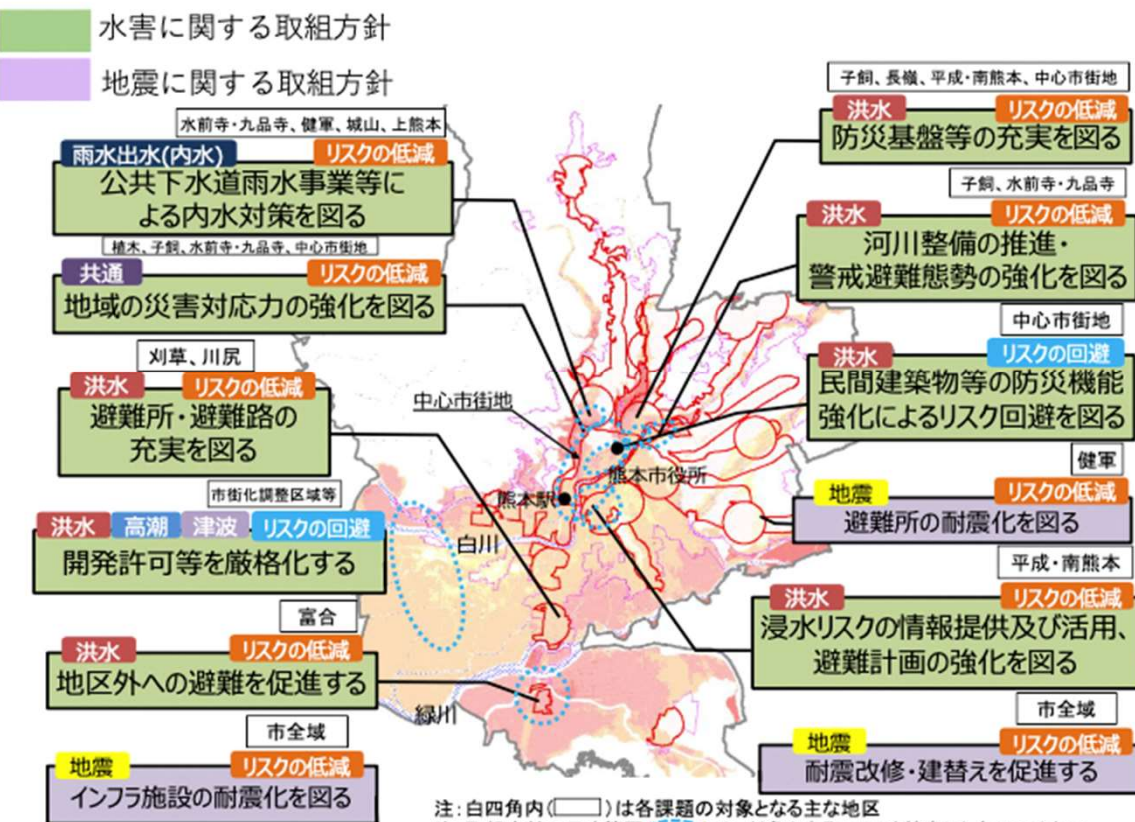 水害に関する取組方針
地震に関する取組方針
水前寺・九品寺、健軍、城山、上熊本
雨水出水(内水)
リスクの低減
公共下水道雨水事業等に
よる内水対策を図る
植木、子飼、水前寺・九品寺、中心市街地
共通
リスクの低減
地域の災害対応力の強化を図る
刈草、川尻
洪水
リスクの低減
避難所・避難路の
充実を図る
市街化調整区域等
洪水
高潮
津波
リスクの回避
開発許可等を厳格化する
富合
洪水
リスクの低減
地区外への避難を促進する
市全域
地震
リスクの低減
インフラ施設の耐震化を図る
中心市街地
熊本市役所
熊本駅
白川
緑川
子飼、長嶺、平成・南熊本、中心市街地
洪水
リスクの低減
防災基盤等の充実を図る
子飼、水前寺・九品寺
洪水
リスクの低減
河川整備の推進・
警戒避難態勢の強化を図る
中心市街地
洪水
リスクの回避
民間建築物等の防災機能
強化によるリスク回避を図る
健軍
地震
リスクの低減
避難所の耐震化を図る
平成・南熊本
洪水
リスクの低減
浸水リスクの情報提供及び活用、
避難計画の強化を図る
市全域
地震
リスクの低減
耐震改修・建替えを促進する
注:白四角内( )は各課題の対象となる主な地区